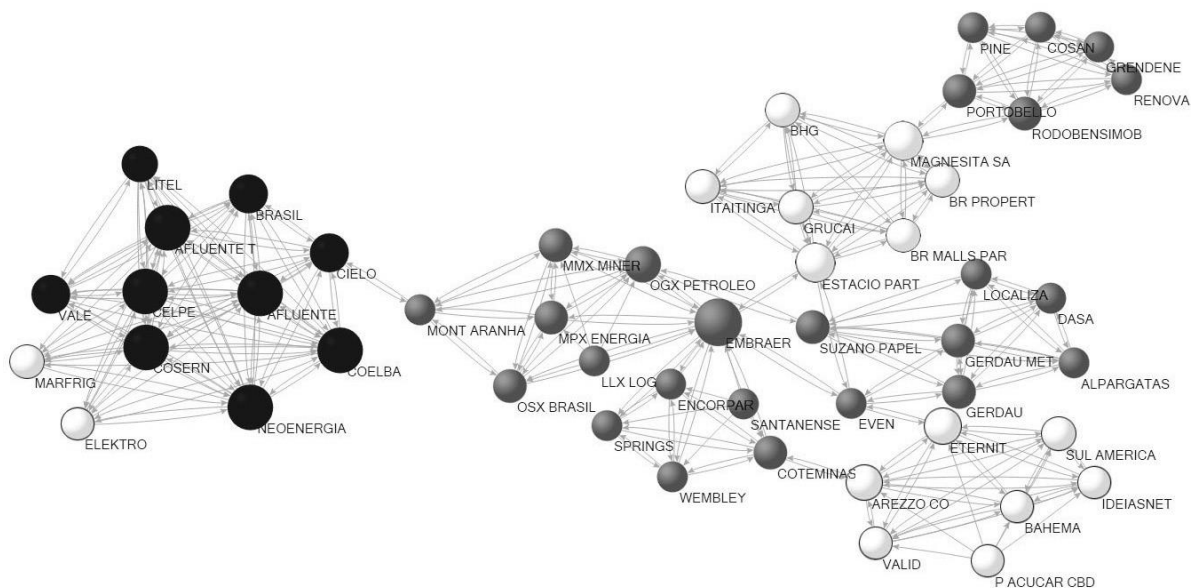 PINE
COSAN
GRENDENE
RENOVA
PORTOBELLO
RODOBENSIMOB
BHG
MAGNESITA SA
BR PROPERT
ITAITINGA
GRUCAI
BR MALLS PAR
ESTACIO PART
LITEL
BRASIL
AFLUENTE T
CIELO
VALE
CELPE
AFLUENTE
COSERN
COELBA
MARFRIG
NEOENERGIA
ELEKTRO
MMX MINER
OGX PETROLEO
MONT ARANHA
MPX ENERGIA
EMBRAER
LLX LOG
OSX BRASIL
ENCORPAR
SANTANENSE
SPRINGS
COTEMINAS
WEMBLEY
LOCALIZA
DASA
SUZANO PAPEL
GERDAU MET
ALPARGATAS
GERDAU
EVEN
ETERNIT
SUL AMERICA
AREZZO CO
IDEIASNET
BAHEMA
VALID
P ACUCAR CBD